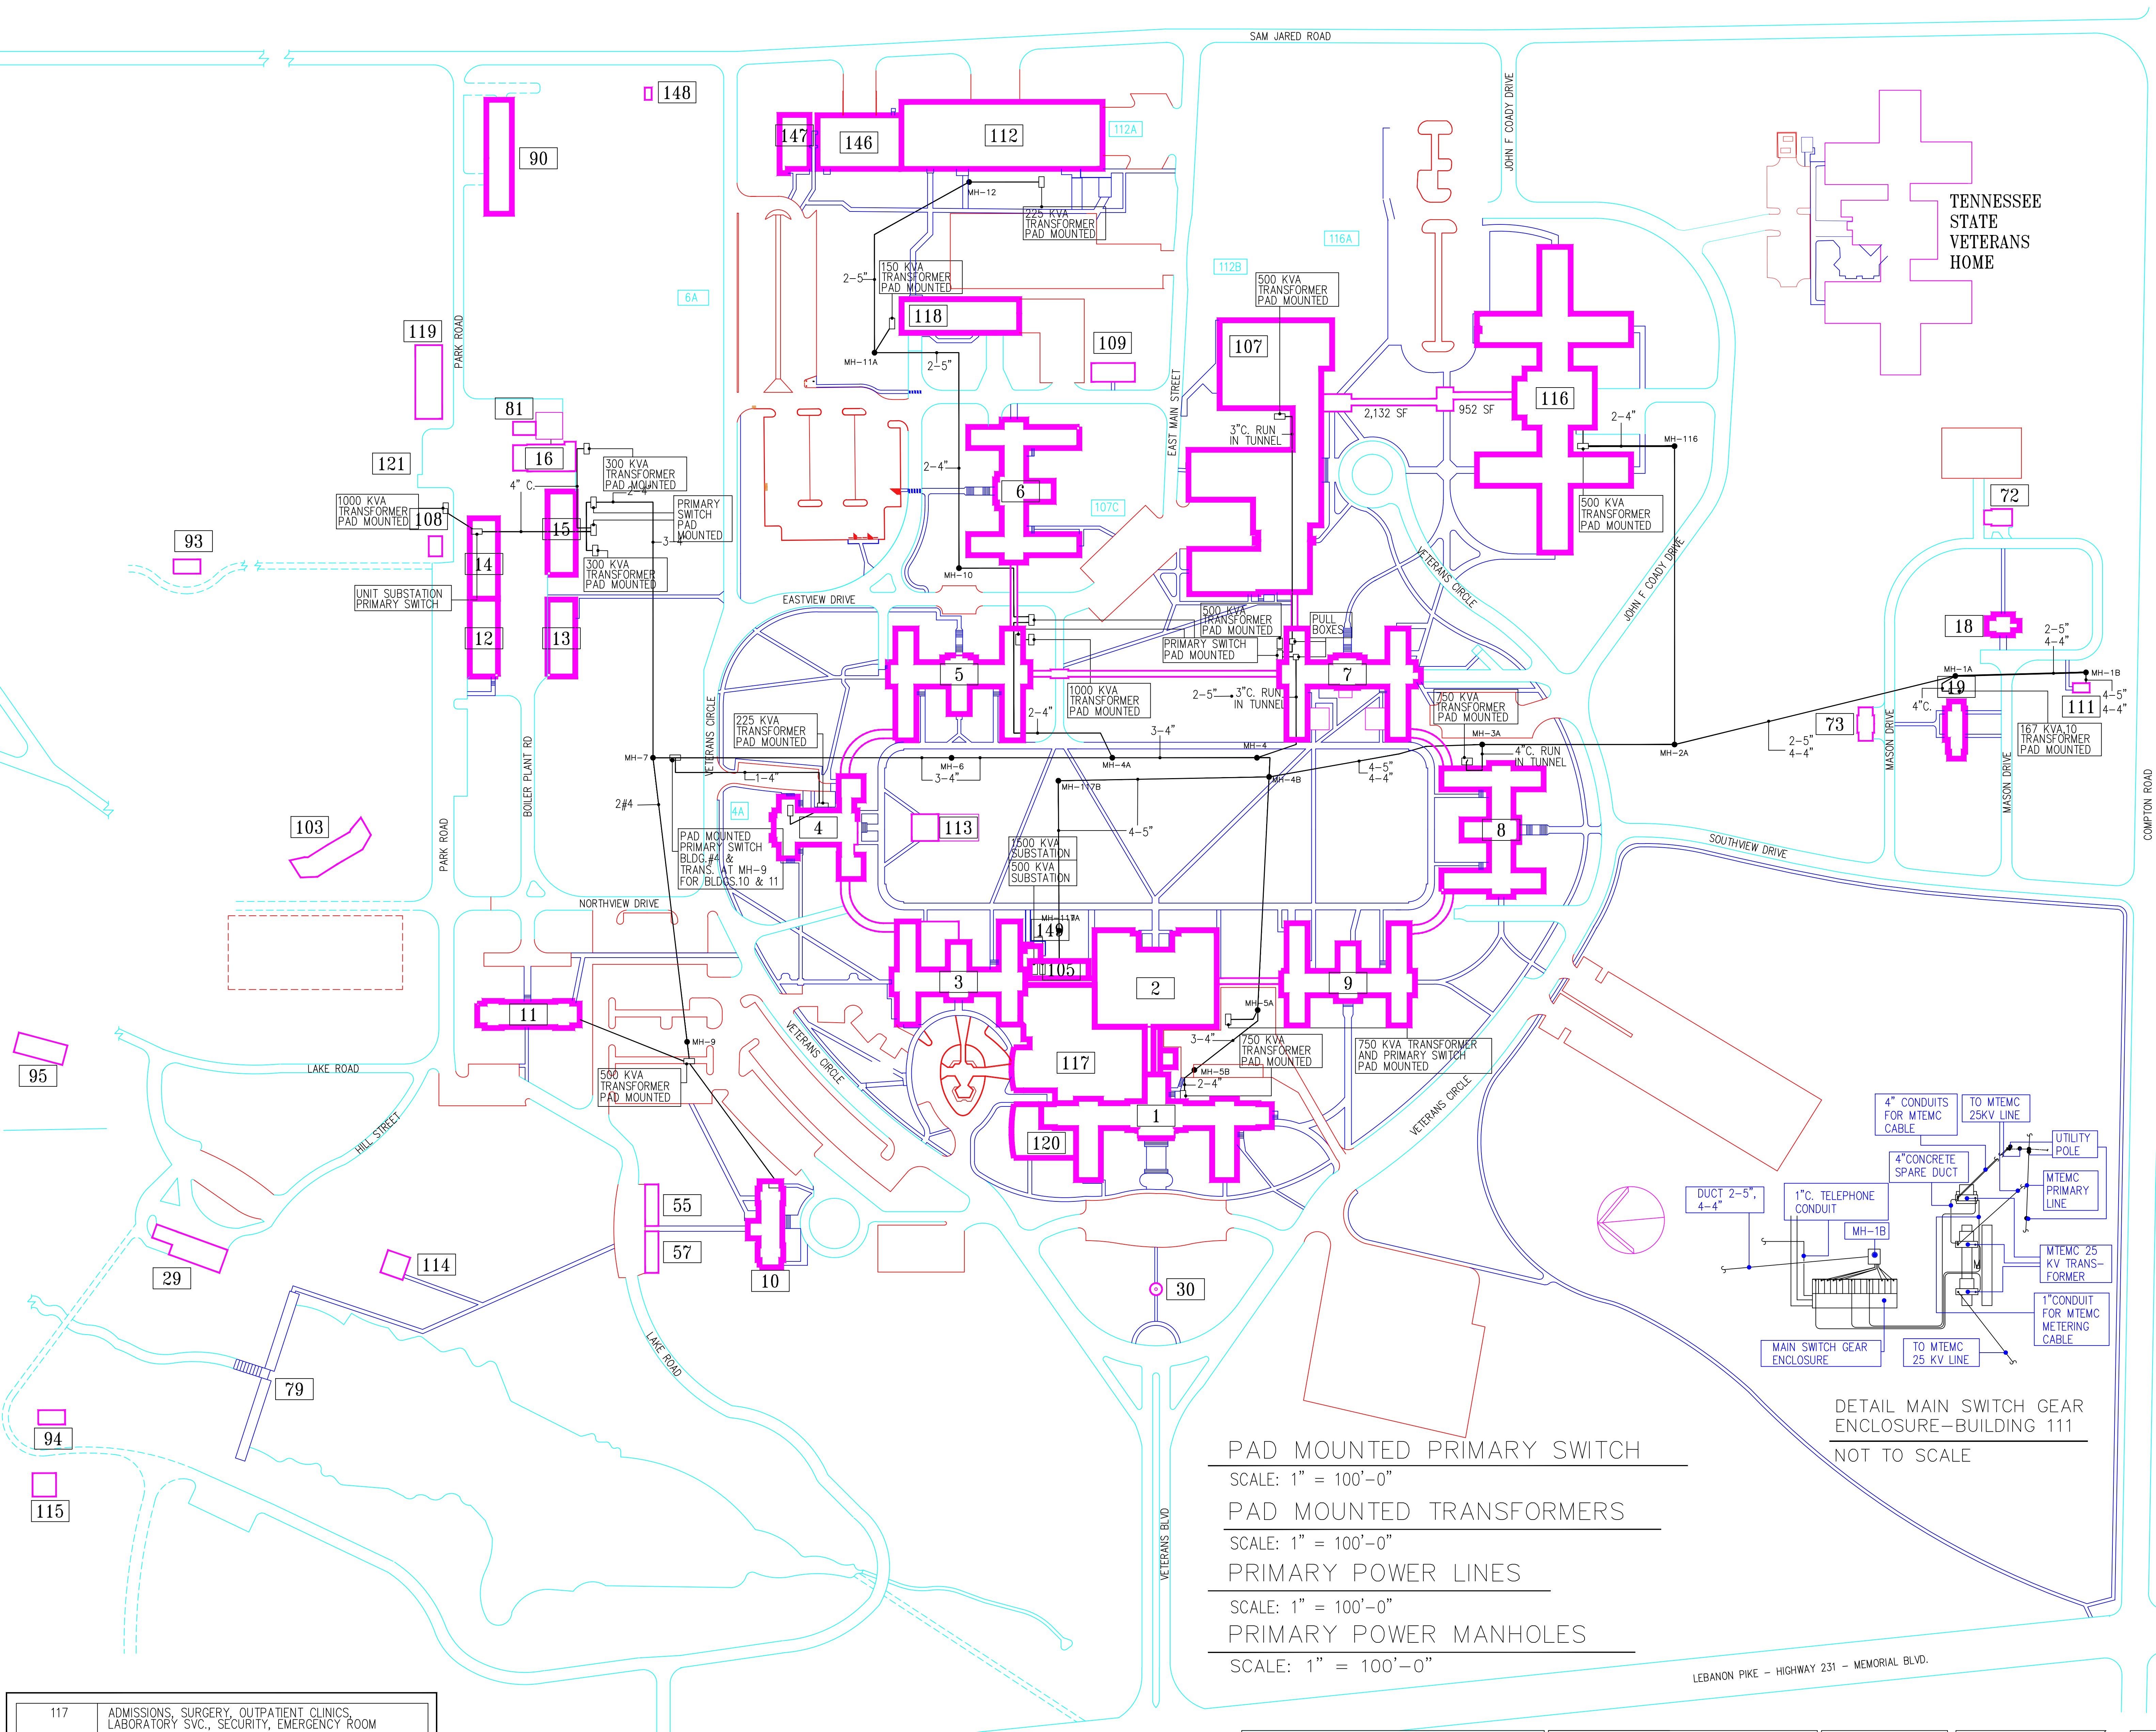 SAM JARED ROAD
148
90
147
146
112
112A
MH-12
225 KVA
TRANSFORMER
PAD MOUNTED
JOHN F COADY DRIVE
TENNESSEE
STATE
VETERANS
HOME
116A
112B
6A
150 KVA
TRANSFORMER
PAD MOUNTED
2-5"
118
MH-11A
2-5"
109
500 KVA
TRANSFORMER
PAD MOUNTED
107
119
PARK ROAD
EAST MAIN STREET
2,132 SF
952 SF
116
2-4"
MH-116
81
16
121
4" C.
300 KVA
TRANSFORMER
PAD MOUNTED
2-4"
1000 KVA
TRANSFORMER
PAD MOUNTED
108
15
PRIMARY
SWITCH
PAD
MOUNTED
3-4"
93
14
300 KVA
TRANSFORMER
PAD MOUNTED
UNIT SUBSTATION
PRIMARY SWITCH
12
13
3"C. RUN
IN TUNNEL
2-4"
6
107C
MH-10
500 KVA
TRANSFORMER
PAD MOUNTED
72
VETERANS CIRCLE
JOHN F COADY DRIVE
EASTVIEW DRIVE
500 KVA
TRANSFORMER
PAD MOUNTED
PRIMARY SWITCH
PAD MOUNTED
PULL
BOXES
18
2-5"
4-4"
5
7
MH-1A
MH-1B
19
4"C.
111
4-5"
4-4"
1000 KVA
TRANSFORMER
PAD MOUNTED
2-5"
3"C. RUN
IN TUNNEL
750 KVA
TRANSFORMER
PAD MOUNTED
73
167 KVA,10
TRANSFORMER
PAD MOUNTED
225 KVA
TRANSFORMER
PAD MOUNTED
2-4"
3-4"
MH-4
MH-3A
4"C. RUN
IN TUNNEL
MH-2A
2-5"
4-4"
MASON DRIVE
MASON DRIVE
COMPTON ROAD
VETERANS CIRCLE
BOILER PLANT RD
PARK ROAD
MH-7
MH-6
MH-4A
3-4"
1-4"
2#4
MH-117B
MH-4B
4-5"
4-4"
4A
4
113
4-5"
8
103
PAD MOUNTED
PRIMARY SWITCH
BLDG.#4 &
TRANS. AT MH-9
FOR BLDGS.10 & 11
1500 KVA
SUBSTATION
500 KVA
SUBSTATION
SOUTHVIEW DRIVE
NORTHVIEW DRIVE
MH-117A
149
105
3
2
9
11
MH-5A
MH-9
3-4"
750 KVA
TRANSFORMER
PAD MOUNTED
750 KVA TRANSFORMER
AND PRIMARY SWITCH
PAD MOUNTED
117
MH-5B
2-4"
95
LAKE ROAD
500 KVA
TRANSFORMER
PAD MOUNTED
VETERANS CIRCLE
VETERANS CIRCLE
HILL STREET
1
120
4" CONDUITS
FOR MTEMC
CABLE
TO MTEMC
25KV LINE
UTILITY
POLE
4"CONCRETE
SPARE DUCT
MTEMC
PRIMARY
LINE
DUCT 2-5",
4-4"
1"C. TELEPHONE
CONDUIT
MH-1B
M
MTEMC 25
KV TRANS-
FORMER
1"CONDUIT
FOR MTEMC
METERING
CABLE
MAIN SWITCH GEAR
ENCLOSURE
TO MTEMC
25 KV LINE
55
57
10
29
114
30
LAKE ROAD
79
94
115
DETAIL MAIN SWITCH GEAR
ENCLOSURE-BUILDING 111
NOT TO SCALE
PAD MOUNTED PRIMARY SWITCH
SCALE: 1" = 100'-0"
PAD MOUNTED TRANSFORMERS
SCALE: 1" = 100'-0"
PRIMARY POWER LINES
SCALE: 1" = 100'-0"
PRIMARY POWER MANHOLES
SCALE: 1" = 100'-0"
VETERANS BLVD
LEBANON PIKE - HIGHWAY 231 - MEMORIAL BLVD.
117 ADMISSIONS, SURGERY, OUTPATIENT CLINICS,
LABORATORY SVC., SECURITY, EMERGENCY ROOM